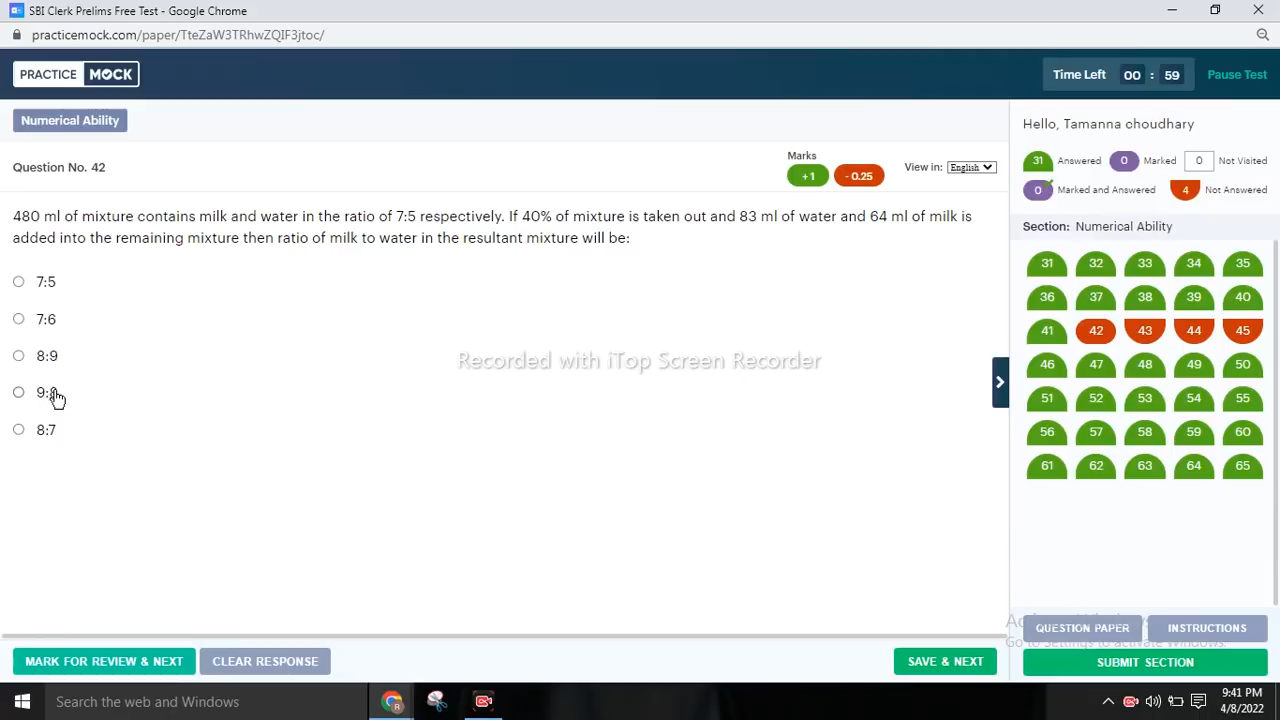 SBI Clerk Prelims Free Test - Google Chrome
practicemock.com/paper/TteZaW3TRhwZQIF3jtoc/
PRACTICE MOCK
Time Left 00 : 59 Pause Test
Numerical Ability
Hello, Tamanna choudhary
Question No. 42
Marks
+ 1 - 0.25
View in: English
31 Answered 0 Marked 0 Not Visited
0 Marked and Answered 4 Not Answered
480 ml of mixture contains milk and water in the ratio of 7:5 respectively. If 40% of mixture is taken out and 83 ml of water and 64 ml of milk is
added into the remaining mixture then ratio of milk to water in the resultant mixture will be:
7:5
7:6
8:9
8:7
Section: Numerical Ability
31 32 33 34 35
36 37 38 39 40
41 42 43 44 45
46 47 48 49 50
51 52 53 54 55
56 57 58 59 60
61 62 63 64 65
Recorded with iTop Screen Recorder
QUESTION PAPER INSTRUCTIONS
Go to Settings to activate Windows.
MARK FOR REVIEW & NEXT CLEAR RESPONSE SAVE & NEXT SUBMIT SECTION
Search the web and Windows
9:41 PM
4/8/2022